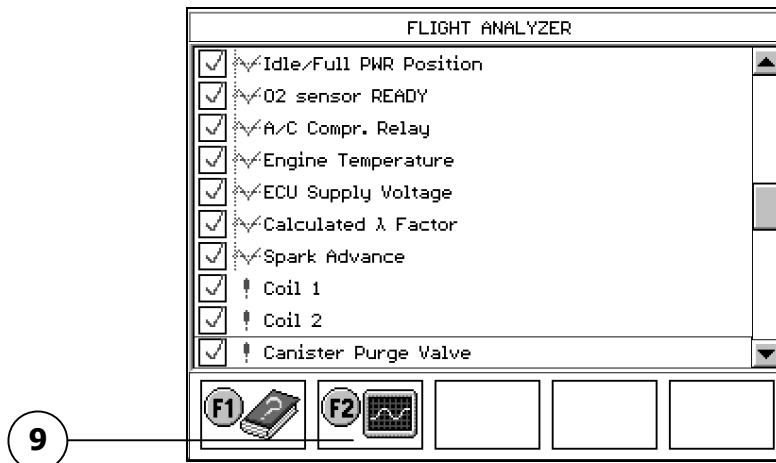 FLIGHT ANALYZER
Idle/Full PWR Position
O2 sensor READY
A/C Compr. Relay
Engine Temperature
ECU Supply Voltage
Calculated λ Factor
Spark Advance
Coil 1
Coil 2
Canister Purge Valve
F1 ? F2
9